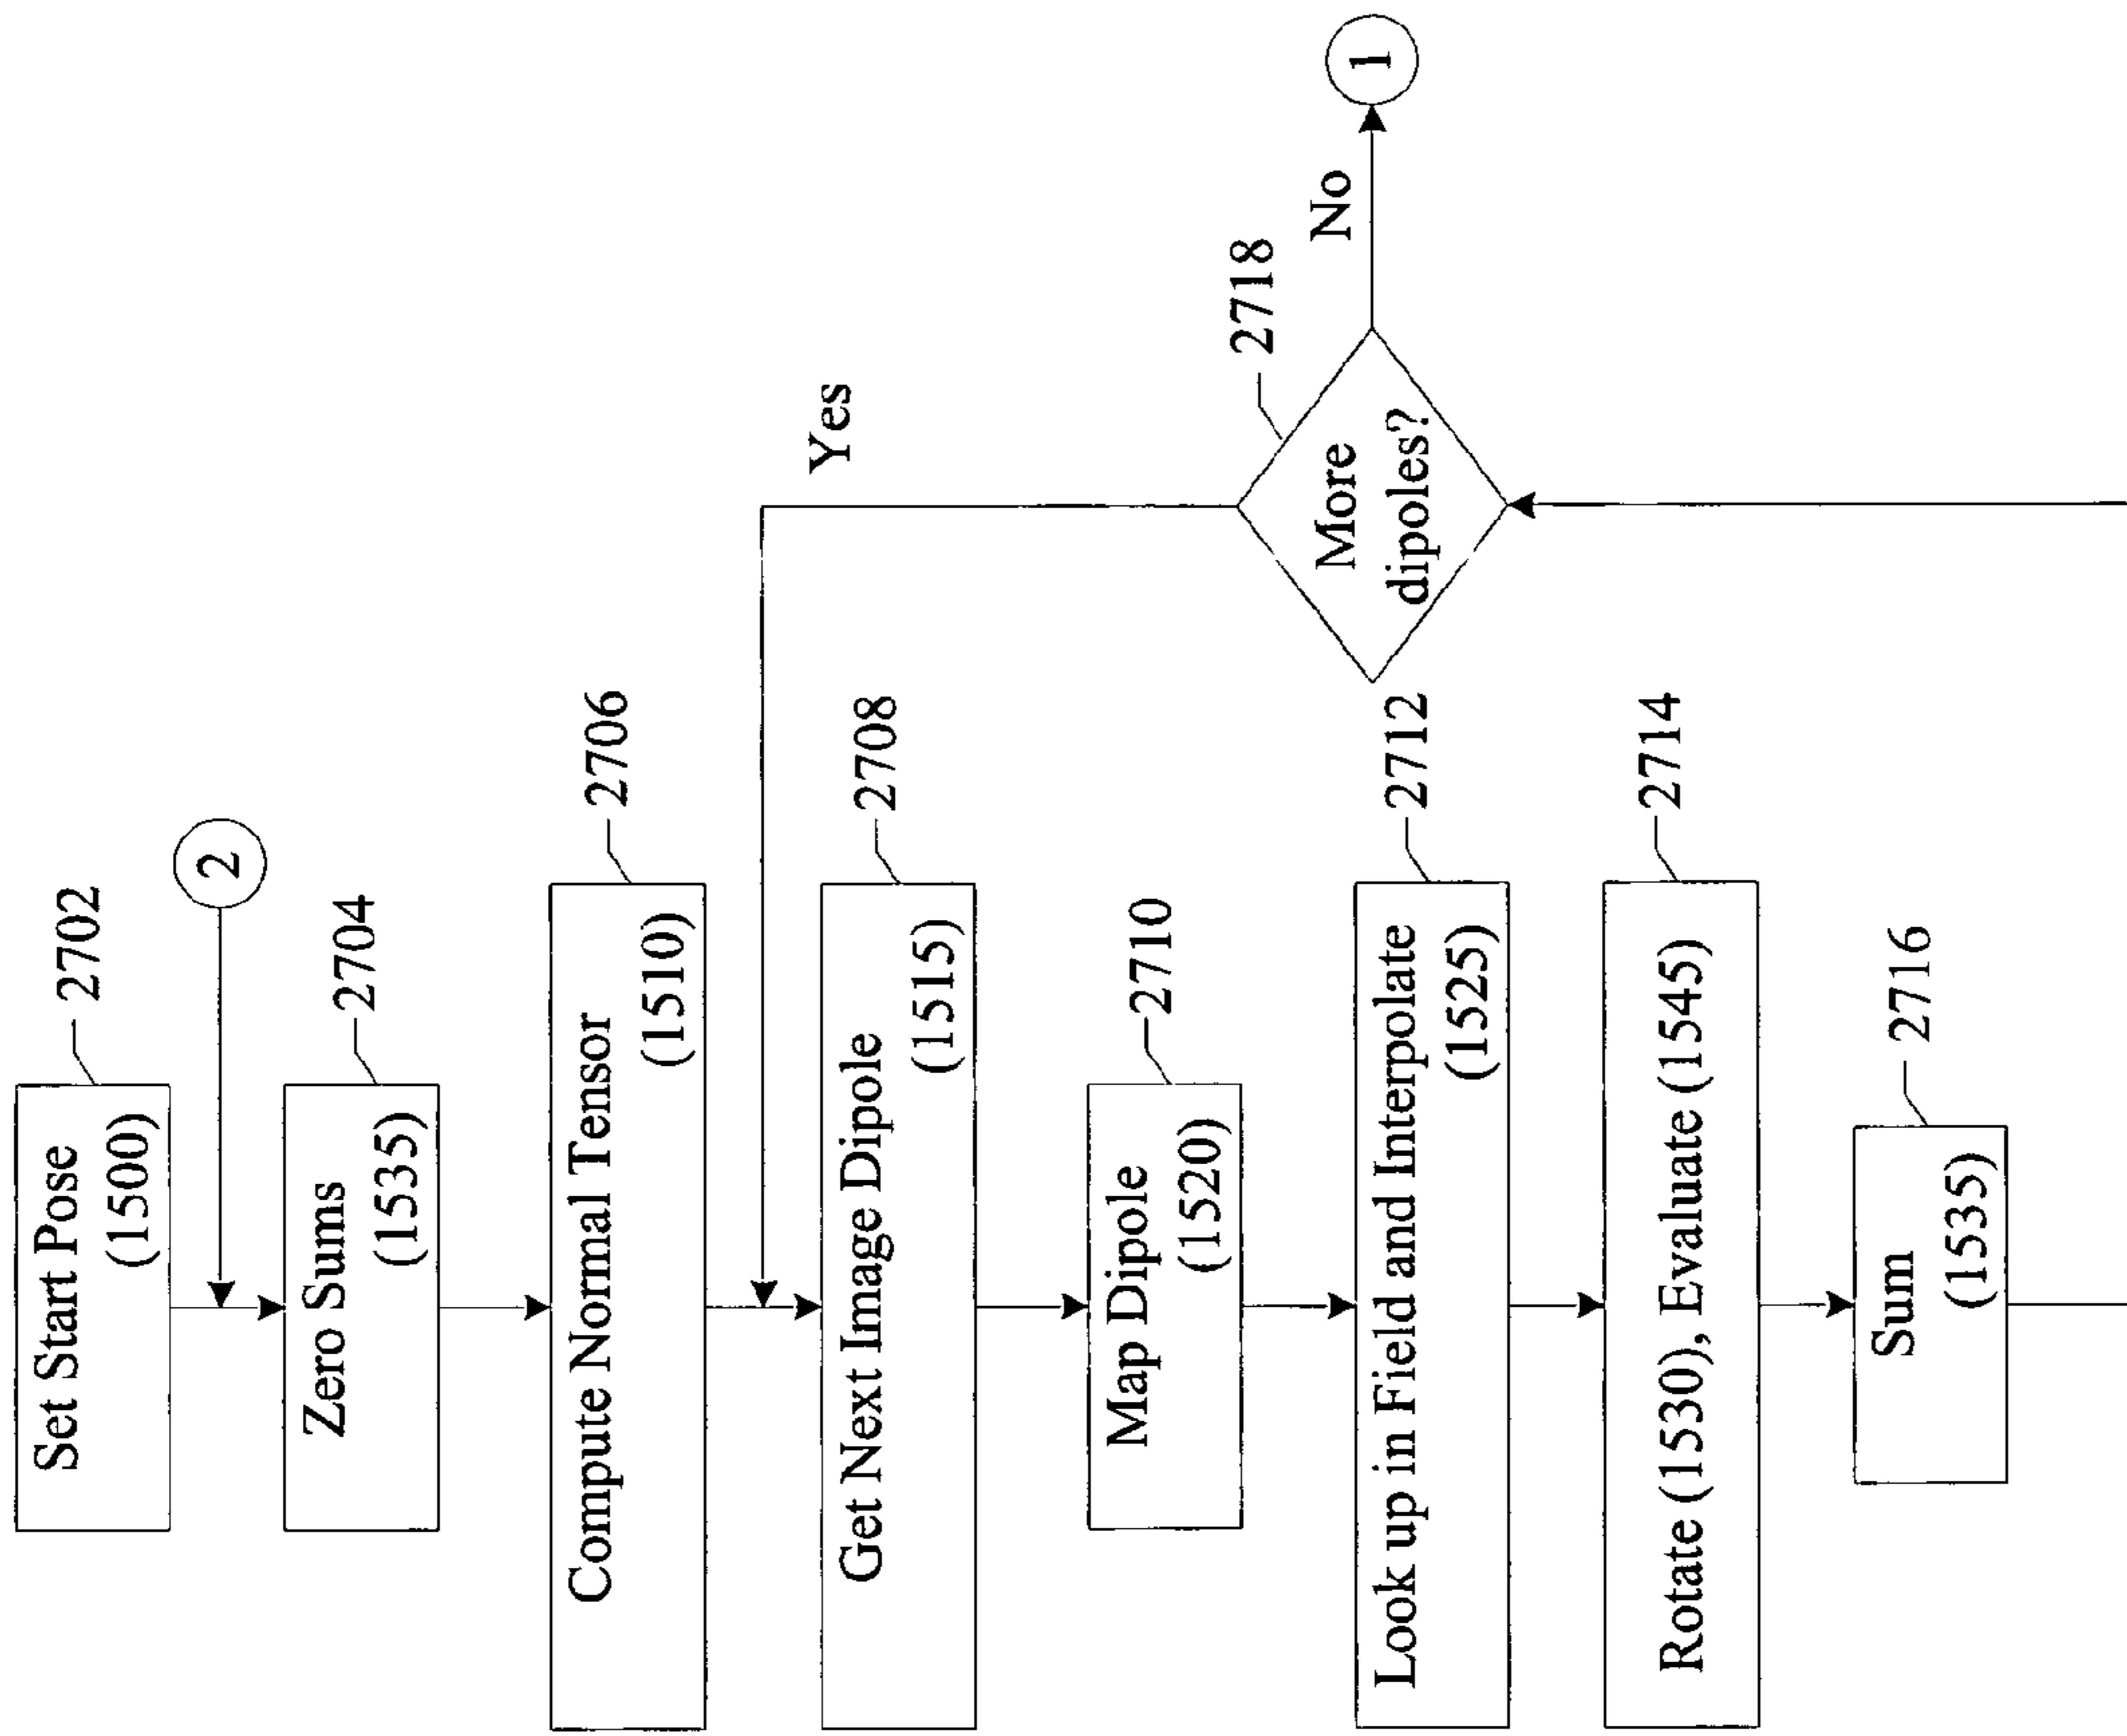 Set Start Pose
(1500)
2702
2
Zero Sums
(1535)
2704
Compute Normal Tensor
(1510)
2706
Get Next Image Dipole
(1515)
2708
Map Dipole
(1520)
2710
Look up in Field and Interpolate
(1525)
2712
Rotate (1530), Evaluate (1545)
2714
Sum
(1535)
2716
More
dipoles?
2718
Yes
No
1